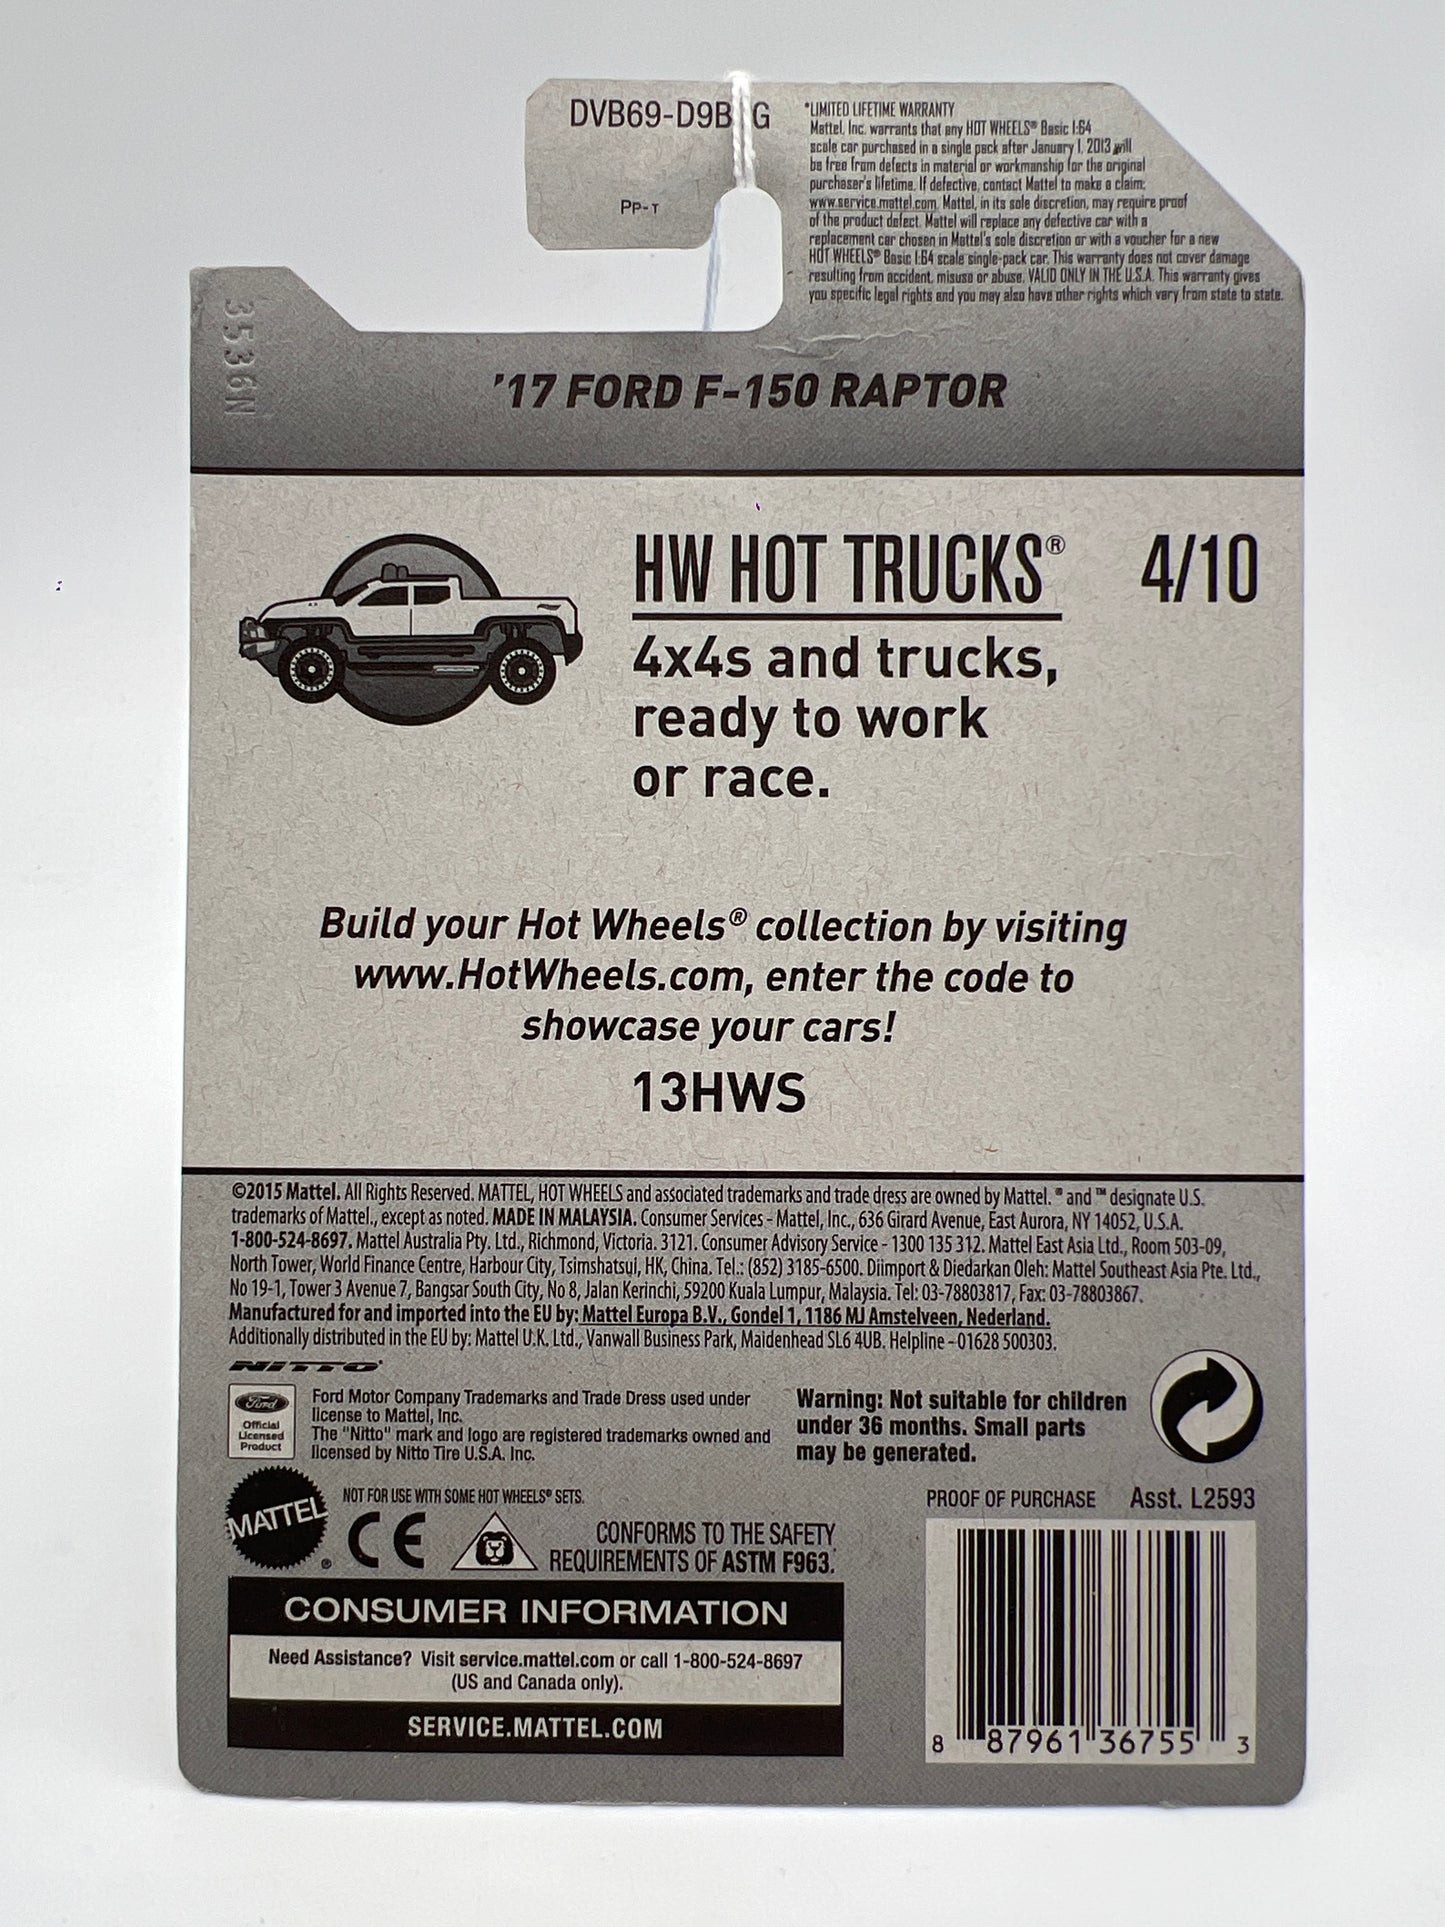 *LIMITED LIFETIME WARRANTY
Mattel, Inc. warrants that any HOT WHEELS® Basic 1:64
scale car purchased in a single pack after January 1, 2013 will
be free from defects in material or workmanship for the original
purchaser's lifetime. If defective, contact Mattel to make a claim:
www.service.mattel.com. Mattel, in its sole discretion, may require proof
of the product defect. Mattel will replace any defective car with a
replacement car chosen in Mattel's sole discretion or with a voucher for a new
HOT WHEELS® Basic 1:64 scale single-pack car. This warranty does not cover damage
resulting from accident, misuse or abuse. VALID ONLY IN THE U.S.A. This warranty gives
you specific legal rights and you may also have other rights which vary from state to state.
PP-T
3536N
'17 FORD F-150 RAPTOR
HW HOT TRUCKS® 4/10
4x4s and trucks,
ready to work
or race.
Build your Hot Wheels® collection by visiting
www.HotWheels.com, enter the code to
showcase your cars!
13HWS
©2015 Mattel. All Rights Reserved. MATTEL, HOT WHEELS and associated trademarks and trade dress are owned by Mattel. ® and ™ designate U.S.
trademarks of Mattel., except as noted. MADE IN MALAYSIA. Consumer Services - Mattel, Inc., 636 Girard Avenue, East Aurora, NY 14052, U.S.A.
1-800-524-8697. Mattel Australia Pty. Ltd., Richmond, Victoria. 3121. Consumer Advisory Service - 1300 135 312. Mattel East Asia Ltd., Room 503-09,
North Tower, World Finance Centre, Harbour City, Tsimshatsui, HK, China. Tel.: (852) 3185-6500. Diimport & Diedarkan Oleh: Mattel Southeast Asia Pte. Ltd.,
No 19-1, Tower 3 Avenue 7, Bangsar South City, No 8, Jalan Kerinchi, 59200 Kuala Lumpur, Malaysia. Tel: 03-78803817, Fax: 03-78803867.
Manufactured for and imported into the EU by: Mattel Europa B.V., Gondel 1, 1186 MJ Amstelveen, Nederland.
Additionally distributed in the EU by: Mattel U.K. Ltd., Vanwall Business Park, Maidenhead SL6 4UB. Helpline - 01628 500303.
NITTO®
Ford
Official
Licensed
Product
Ford Motor Company Trademarks and Trade Dress used under
license to Mattel, Inc.
The "Nitto" mark and logo are registered trademarks owned and
licensed by Nitto Tire U.S.A. Inc.
Warning: Not suitable for children
under 36 months. Small parts
may be generated.
MATTEL®
NOT FOR USE WITH SOME HOT WHEELS® SETS.
CE
CONFORMS TO THE SAFETY
REQUIREMENTS OF ASTM F963.
PROOF OF PURCHASE Asst. L2593
CONSUMER INFORMATION
Need Assistance? Visit service.mattel.com or call 1-800-524-8697
(US and Canada only).
SERVICE.MATTEL.COM
8 87961 36755 3